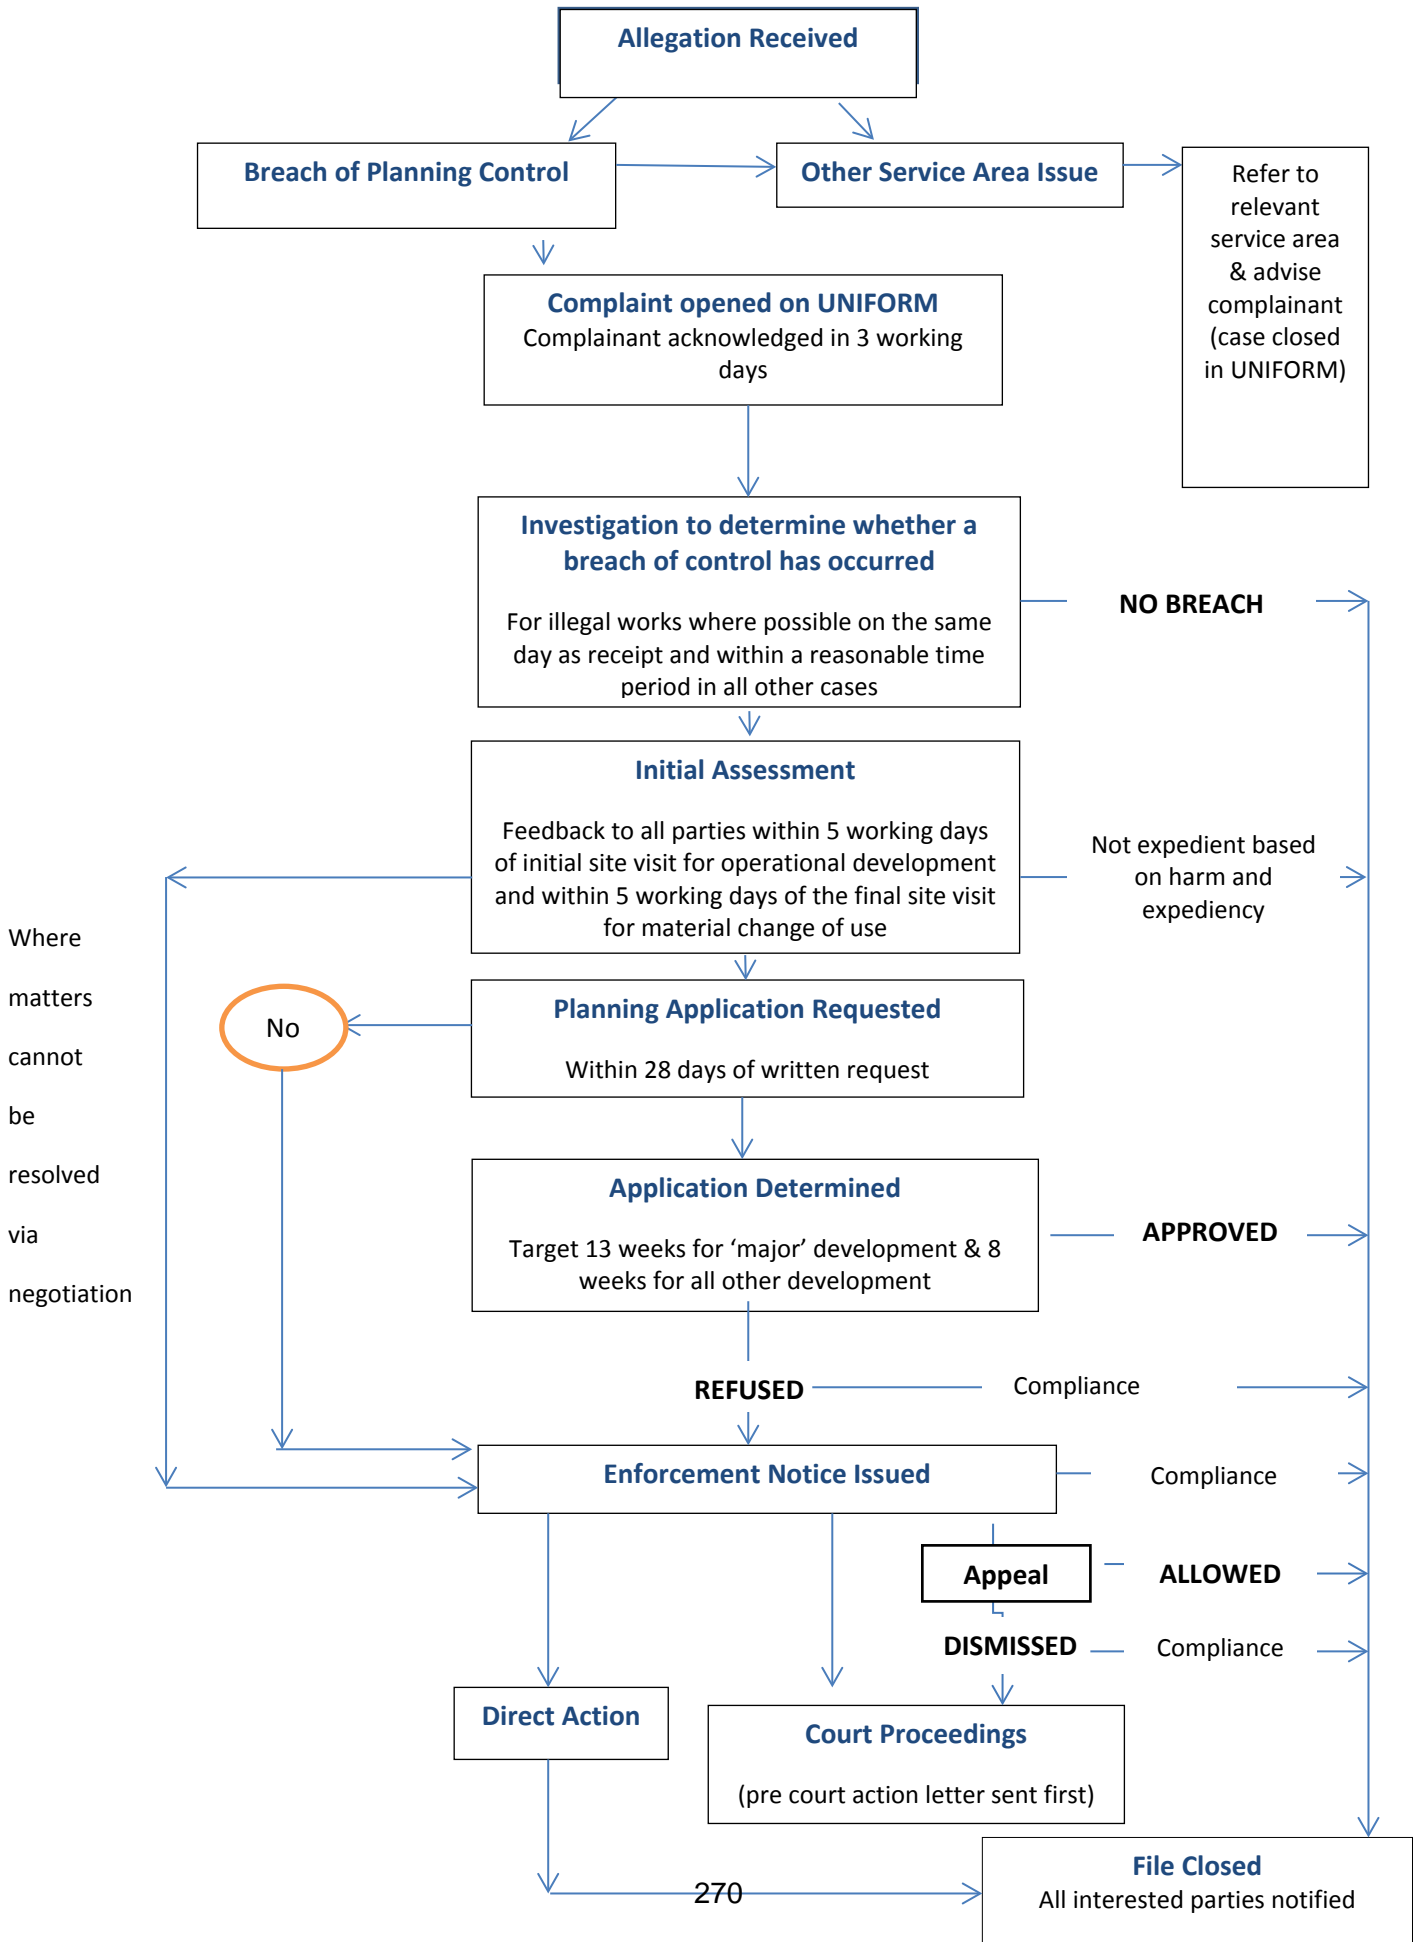 Allegation Received
Breach of Planning Control
Other Service Area Issue
Refer to
relevant
service area
& advise
complainant
(case closed
in UNIFORM)
Complaint opened on UNIFORM
Complainant acknowledged in 3 working
days
Investigation to determine whether a
breach of control has occurred
For illegal works where possible on the same
day as receipt and within a reasonable time
period in all other cases
NO BREACH
Initial Assessment
Feedback to all parties within 5 working days
of initial site visit for operational development
and within 5 working days of the final site visit
for material change of use
Not expedient based
on harm and
expediency
Where
matters
cannot
be
resolved
via
negotiation
No
Planning Application Requested
Within 28 days of written request
Application Determined
Target 13 weeks for ‘major’ development & 8
weeks for all other development
APPROVED
REFUSED
Compliance
Enforcement Notice Issued
Compliance
Appeal
ALLOWED
DISMISSED
Compliance
Direct Action
Court Proceedings
(pre court action letter sent first)
File Closed
All interested parties notified
270